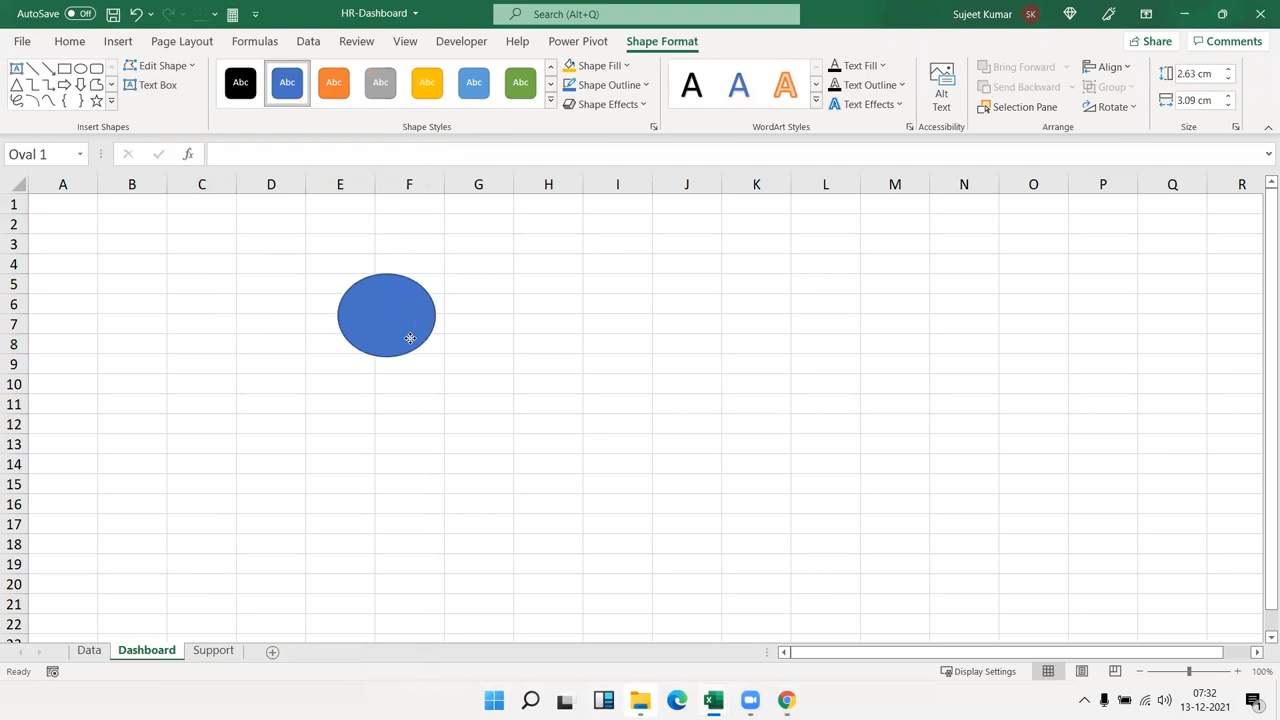 AutoSave Off HR-Dashboard Search (Alt+Q) Sujeet Kumar SK
File Home Insert Page Layout Formulas Data Review View Developer Help Power Pivot Shape Format Share Comments
Edit Shape
Text Box
Insert Shapes
Abc Abc Abc Abc Abc Abc Abc
Shape Fill
Shape Outline
Shape Effects
Shape Styles
A A A
Text Fill
Text Outline
Text Effects
WordArt Styles
Alt
Text
Accessibility
Bring Forward
Send Backward
Selection Pane
Align
Group
Rotate
Arrange
2.63 cm
3.09 cm
Size
Oval 1 fx
A B C D E F G H I J K L M N O P Q R
1
2
3
4
5
6
7
8
9
10
11
12
13
14
15
16
17
18
19
20
21
22
Data Dashboard Support
Ready Display Settings 100%
07:32
13-12-2021